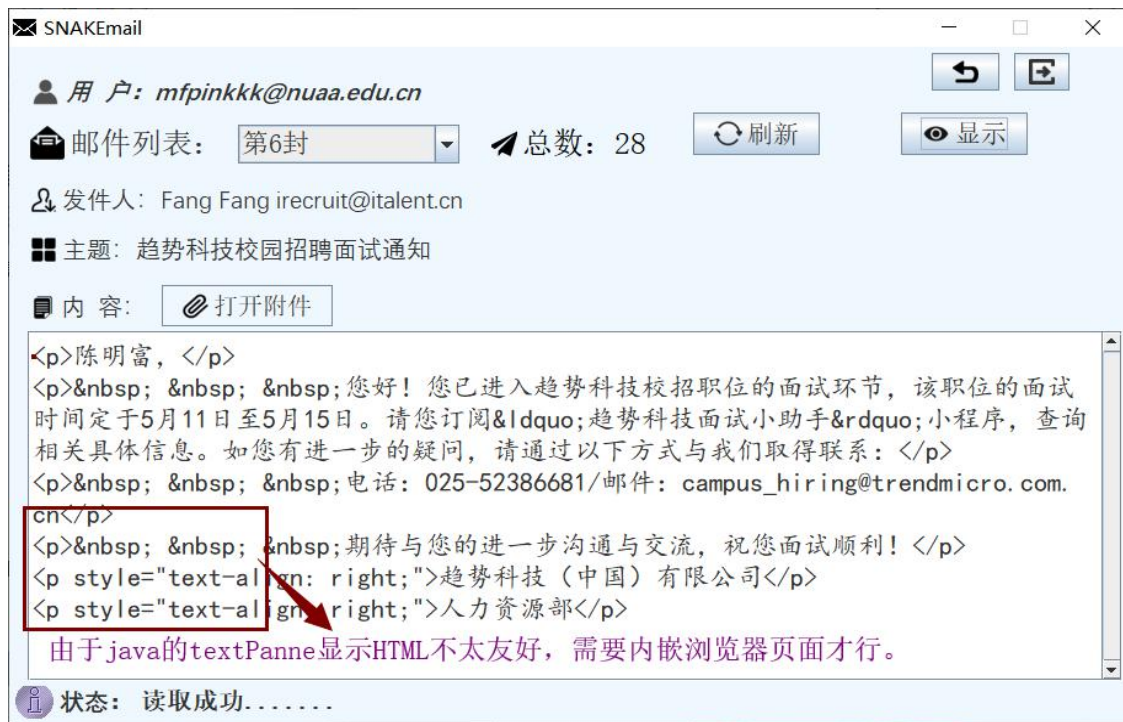 SNAKEmail
用 户: mfpinkkk@nuaa.edu.cn
邮件列表: 第6封 总数: 28 刷新 显示
发件人: Fang Fang irecruit@italent.cn
主题: 趋势科技校园招聘面试通知
内 容: 打开附件
<p>陈明富, </p>
<p>&nbsp; &nbsp; &nbsp;您好! 您已进入趋势科技校招职位的面试环节, 该职位的面试
时间定于5月11日至5月15日。请您订阅&ldquo;趋势科技面试小助手&rdquo;小程序, 查询
相关具体信息。如您有进一步的疑问, 请通过以下方式与我们取得联系: </p>
<p>&nbsp; &nbsp; &nbsp;电话: 025-52386681/邮件: campus_hiring@trendmicro.com.
cn</p>
<p>&nbsp; &nbsp; &nbsp;期待与您的进一步沟通与交流, 祝您面试顺利! </p>
<p style="text-align: right;">趋势科技 (中国) 有限公司</p>
<p style="text-align: right;">人力资源部</p>
由于java的textPanne显示HTML不太友好, 需要内嵌浏览器页面才行。
状态: 读取成功.......